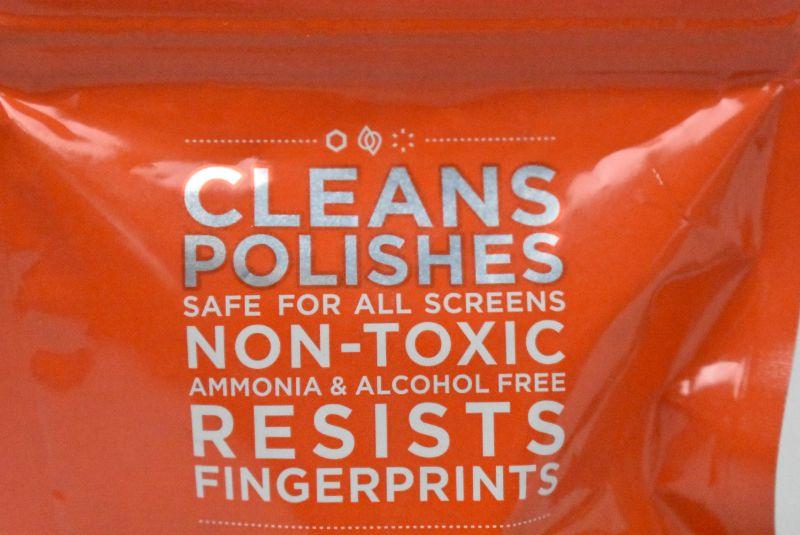 CLEANS
POLISHES
SAFE FOR ALL SCREENS
NON-TOXIC
AMMONIA & ALCOHOL FREE
RESISTS
FINGERPRINTS